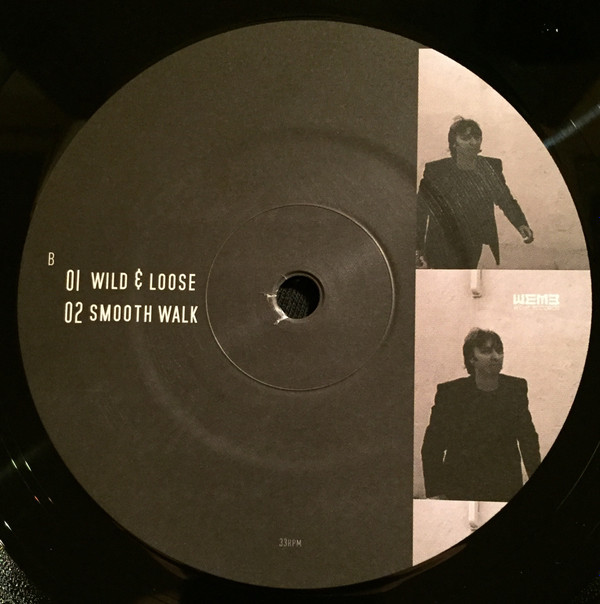 B
01 WILD & LOOSE
02 SMOOTH WALK
WEME
33RPM